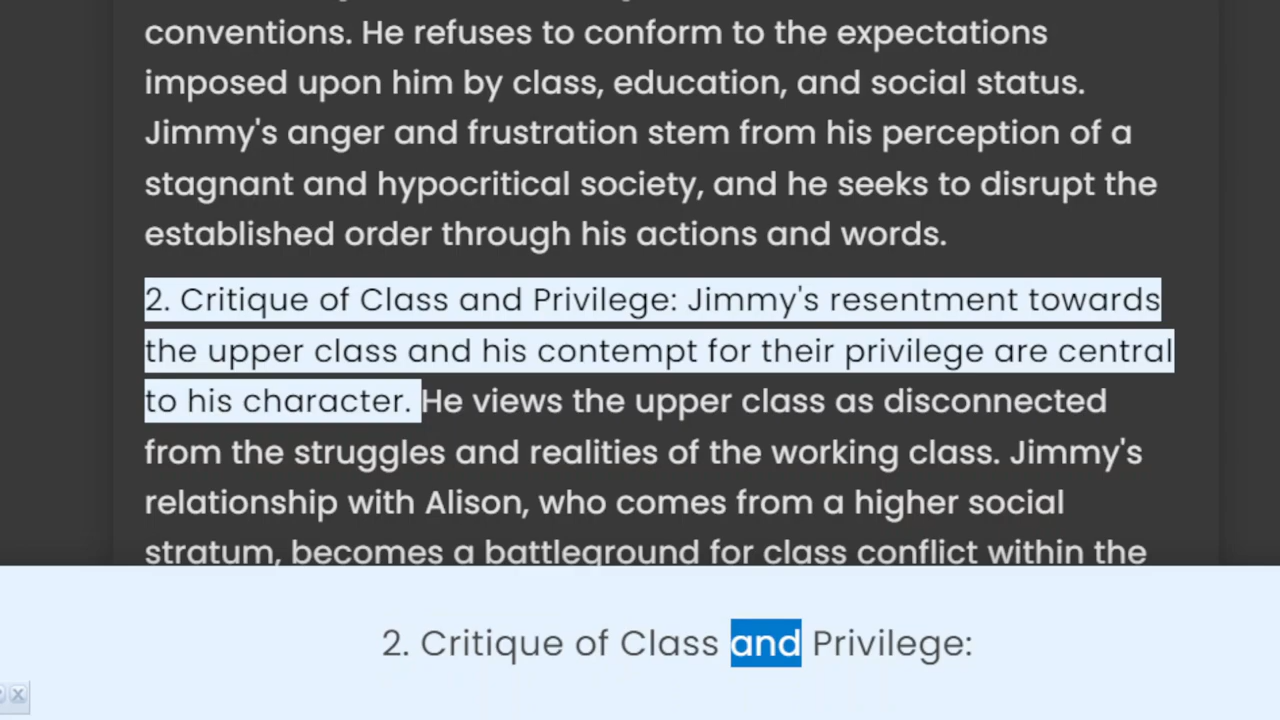 conventions. He refuses to conform to the expectations
imposed upon him by class, education, and social status.
Jimmy's anger and frustration stem from his perception of a
stagnant and hypocritical society, and he seeks to disrupt the
established order through his actions and words.
2. Critique of Class and Privilege: Jimmy's resentment towards
the upper class and his contempt for their privilege are central
to his character. He views the upper class as disconnected
from the struggles and realities of the working class. Jimmy's
relationship with Alison, who comes from a higher social
stratum, becomes a battleground for class conflict within the
2. Critique of Class and Privilege: